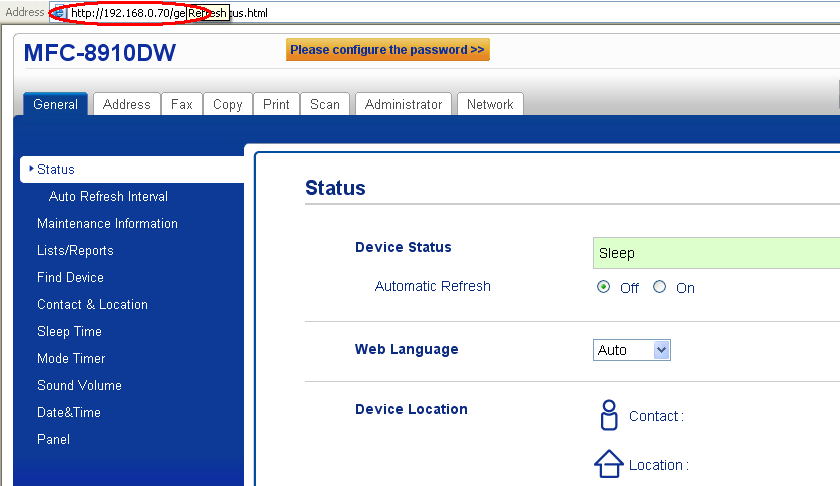 Address http://192.168.0.70/ge Refresh tus.html
MFC-8910DW
Please configure the password >>
General Address Fax Copy Print Scan Administrator Network
Status
Auto Refresh Interval
Maintenance Information
Lists/Reports
Find Device
Contact & Location
Sleep Time
Mode Timer
Sound Volume
Date&Time
Panel
Status
Device Status Sleep
Automatic Refresh Off On
Web Language Auto
Device Location Contact :
Location :